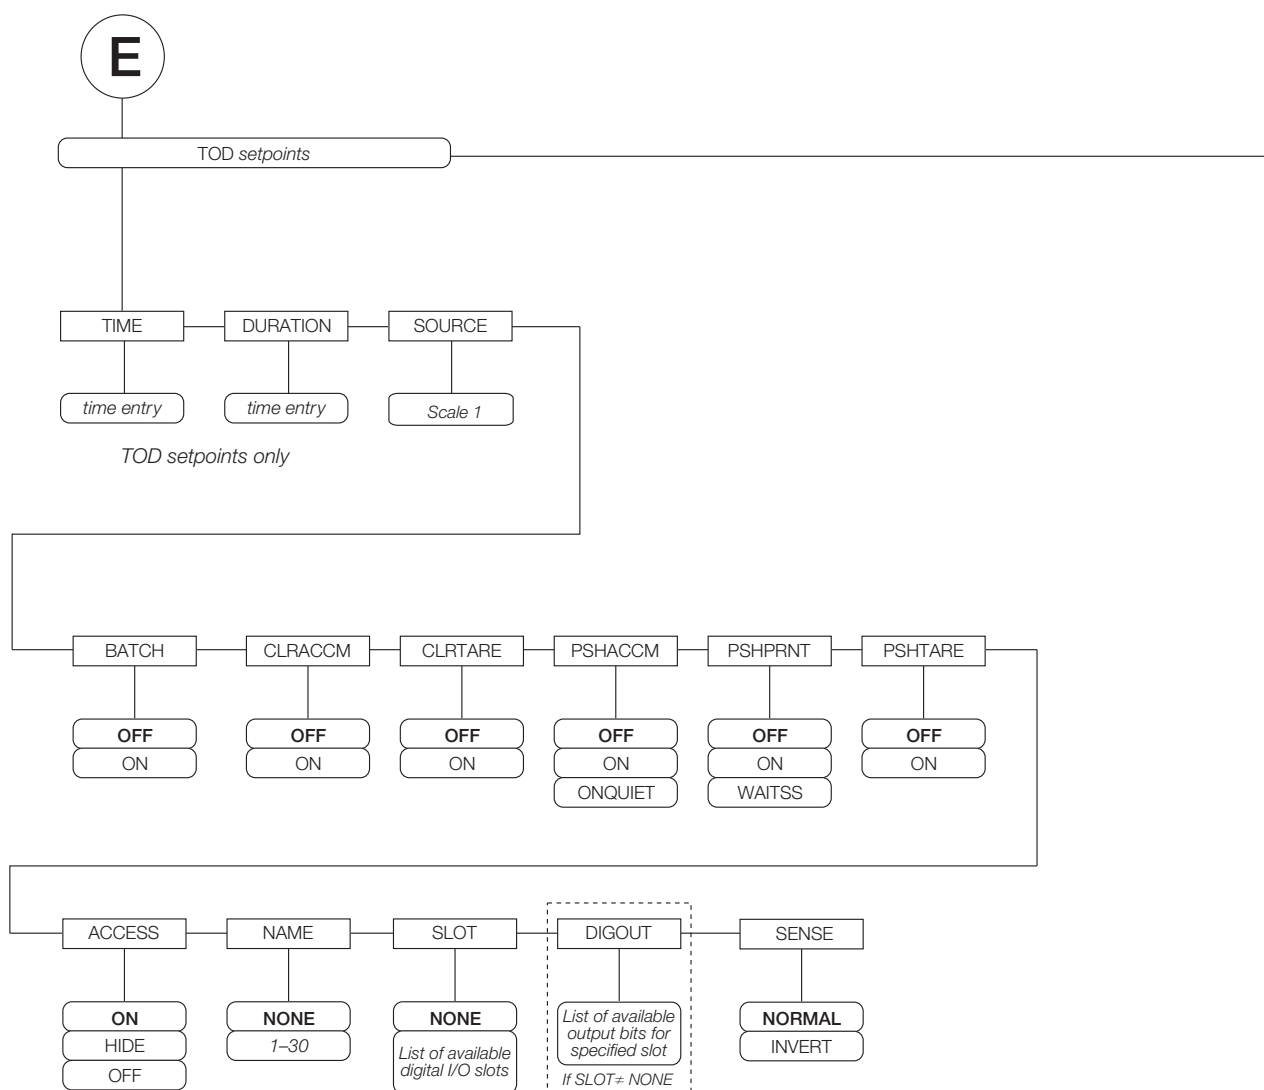 E
TOD setpoints
TIME
DURATION
SOURCE
time entry
time entry
Scale 1
TOD setpoints only
BATCH
CLRACCM
CLRTARE
PSHACCM
PSHPRNT
PSHTARE
OFF
OFF
OFF
OFF
OFF
OFF
ON
ON
ON
ON
ON
ON
ONQUIET
WAITSS
ACCESS
NAME
SLOT
DIGOUT
SENSE
ON
NONE
NONE
List of available
output bits for
specified slot
NORMAL
HIDE
1–30
List of available
digital I/O slots
INVERT
OFF
If SLOT≠ NONE